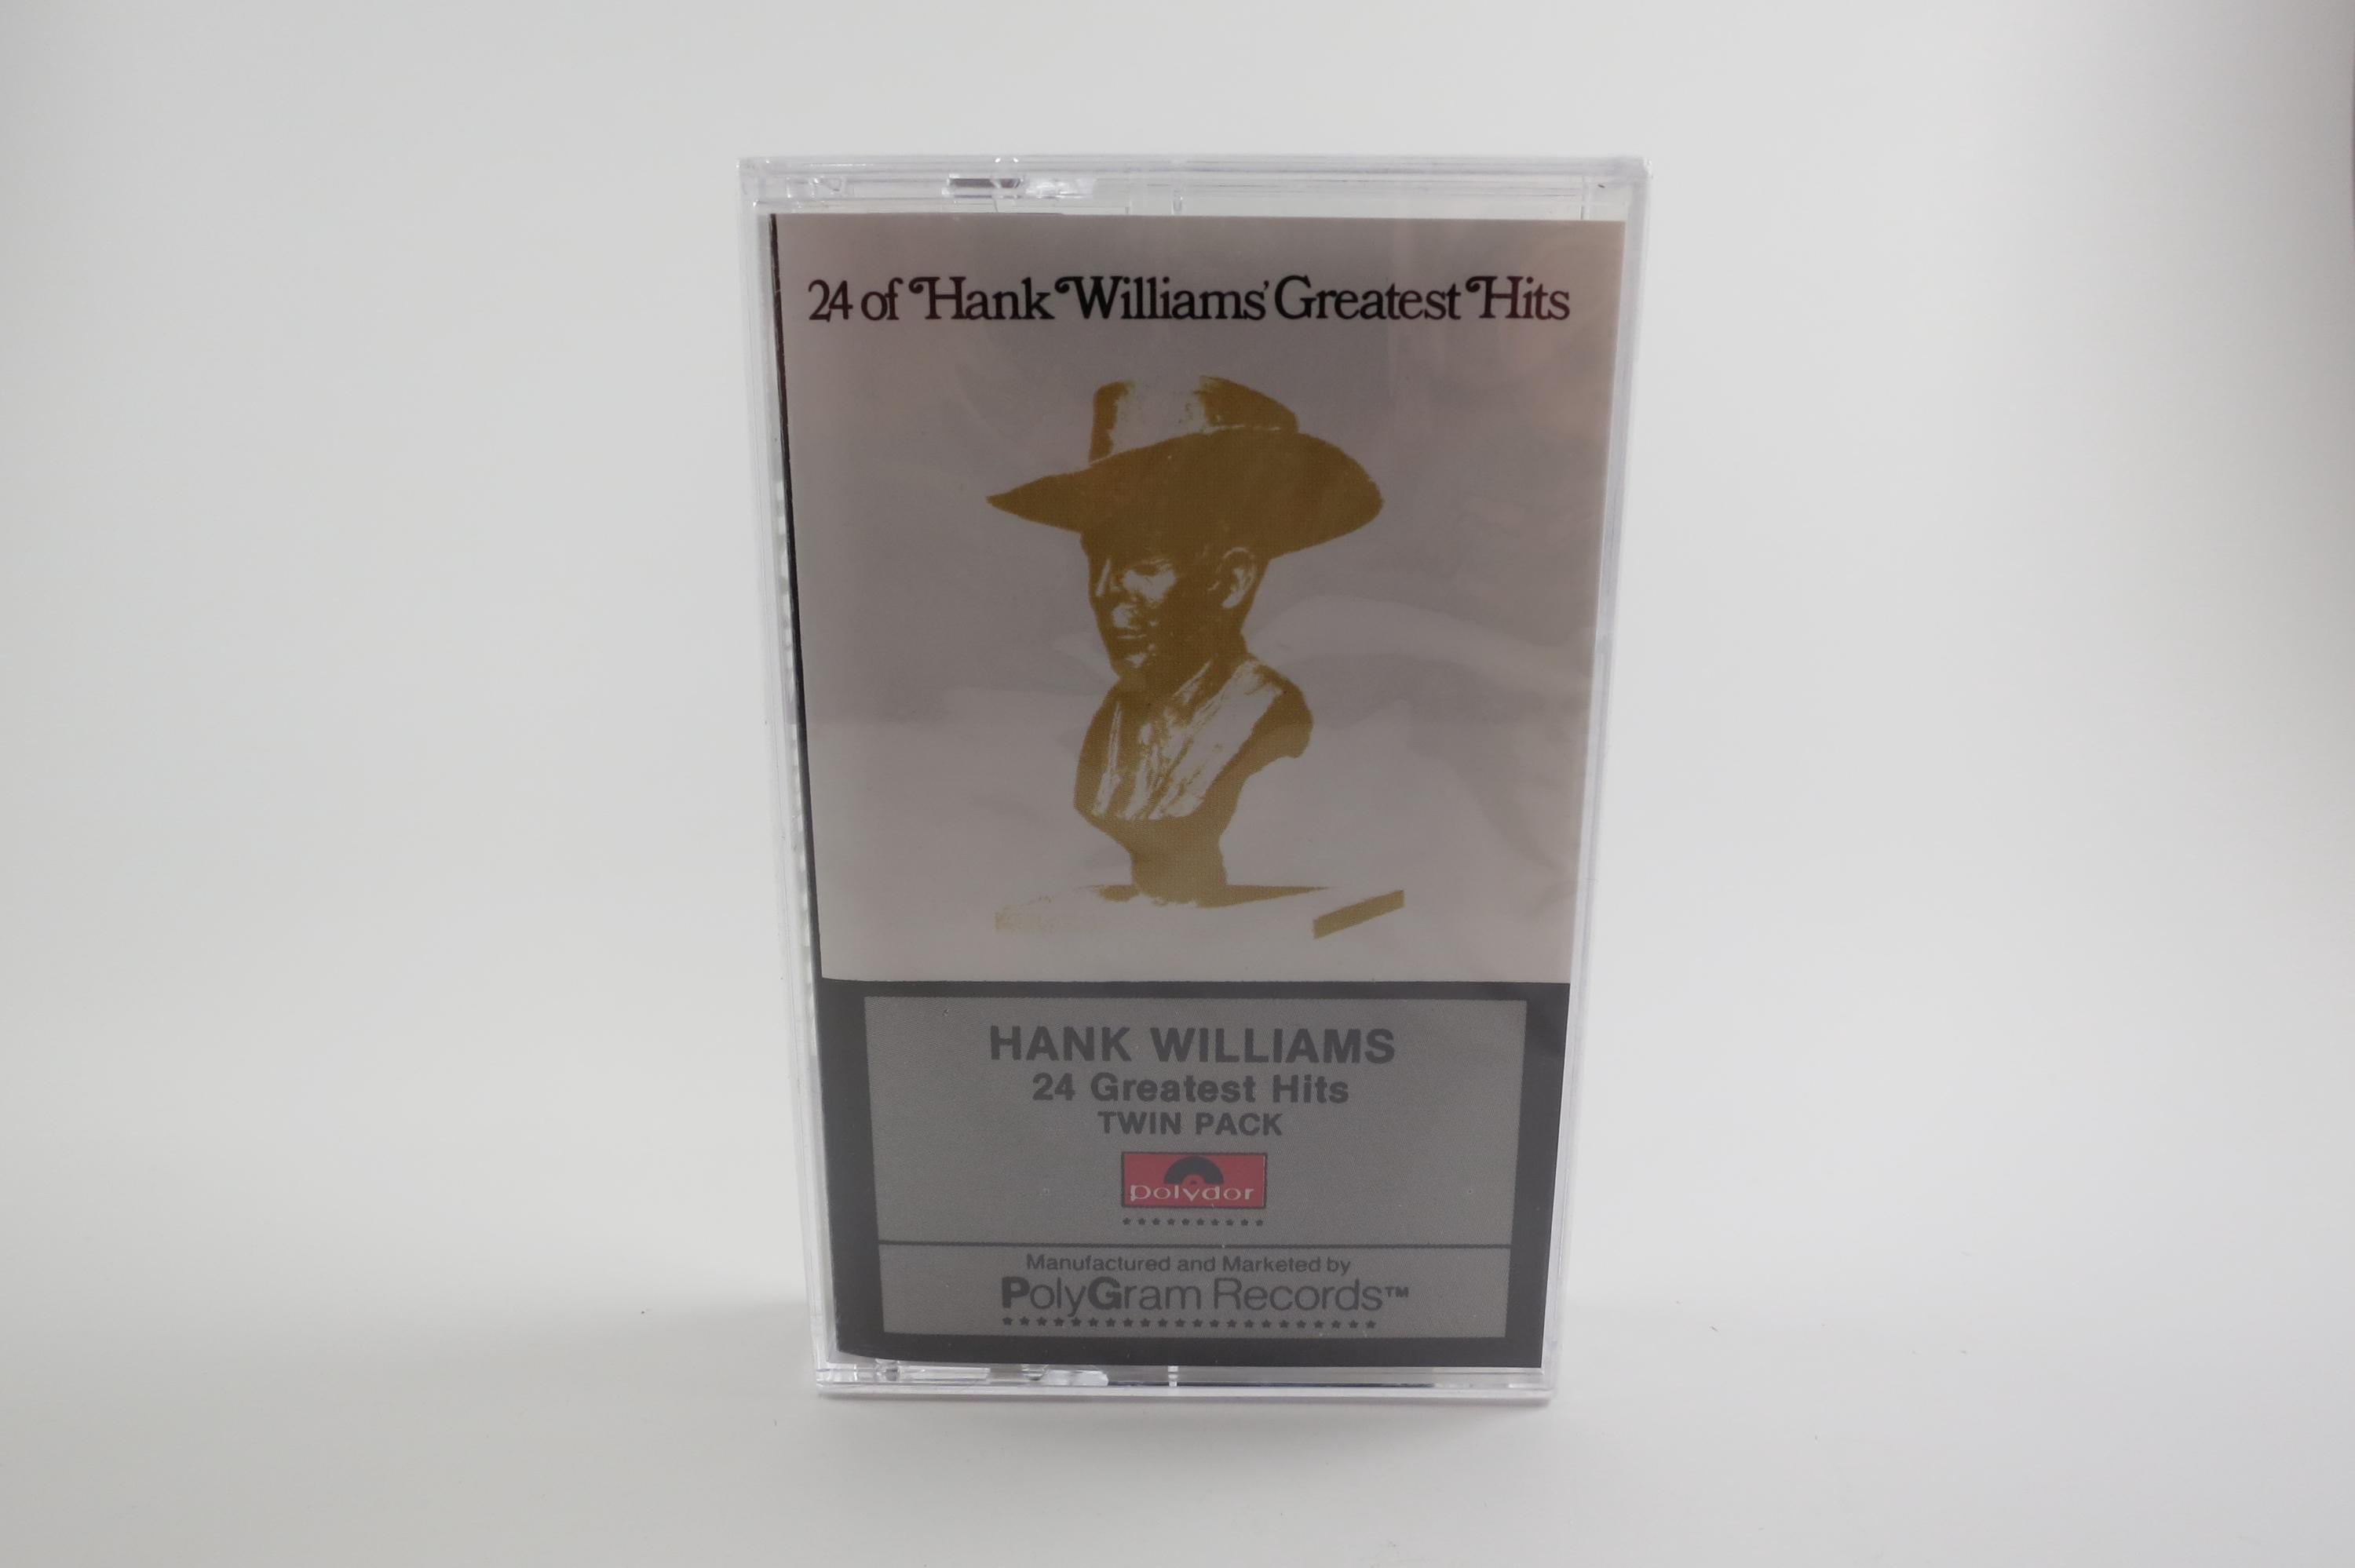 24 of Hank Williams' Greatest Hits
HANK WILLIAMS
24 Greatest Hits
TWIN PACK
polydor
Manufactured and Marketed by
PolyGram Records™